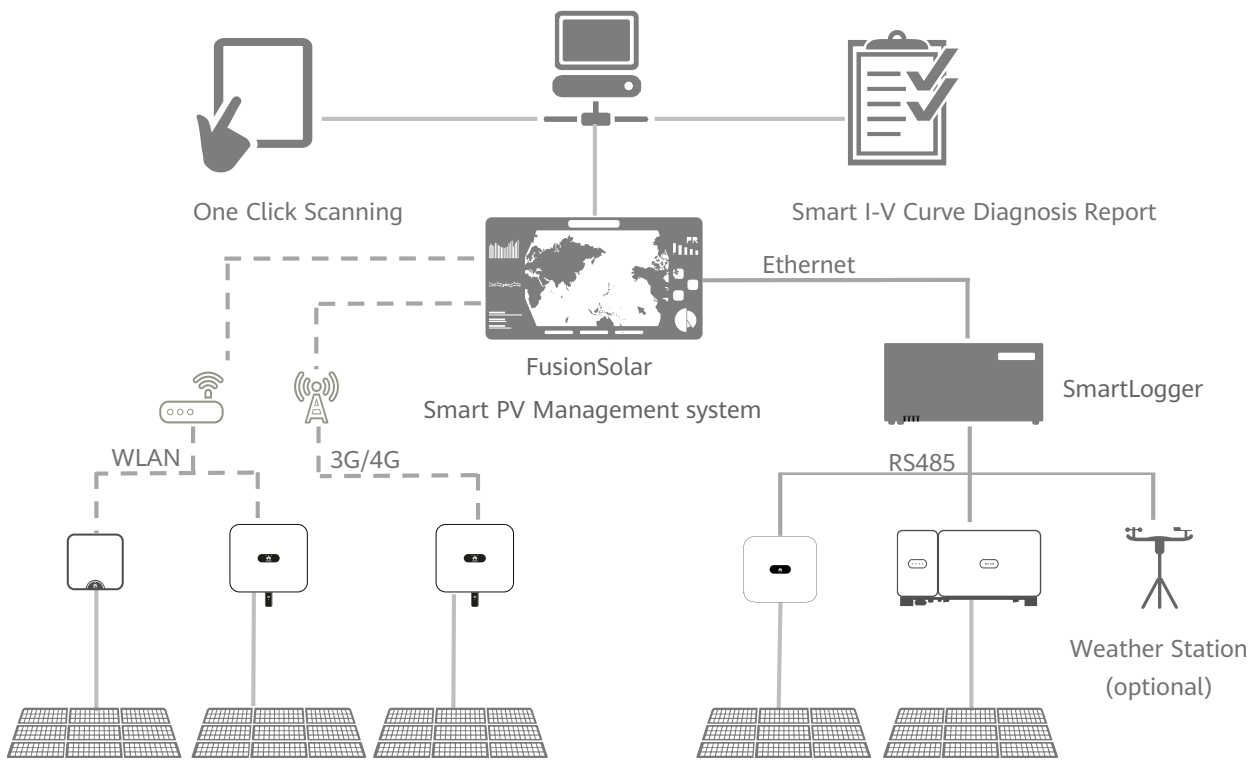 One Click Scanning
Smart I-V Curve Diagnosis Report
PR
Ethernet
FusionSolar
Smart PV Management system
SmartLogger
WLAN
3G/4G
RS485
Weather Station
(optional)